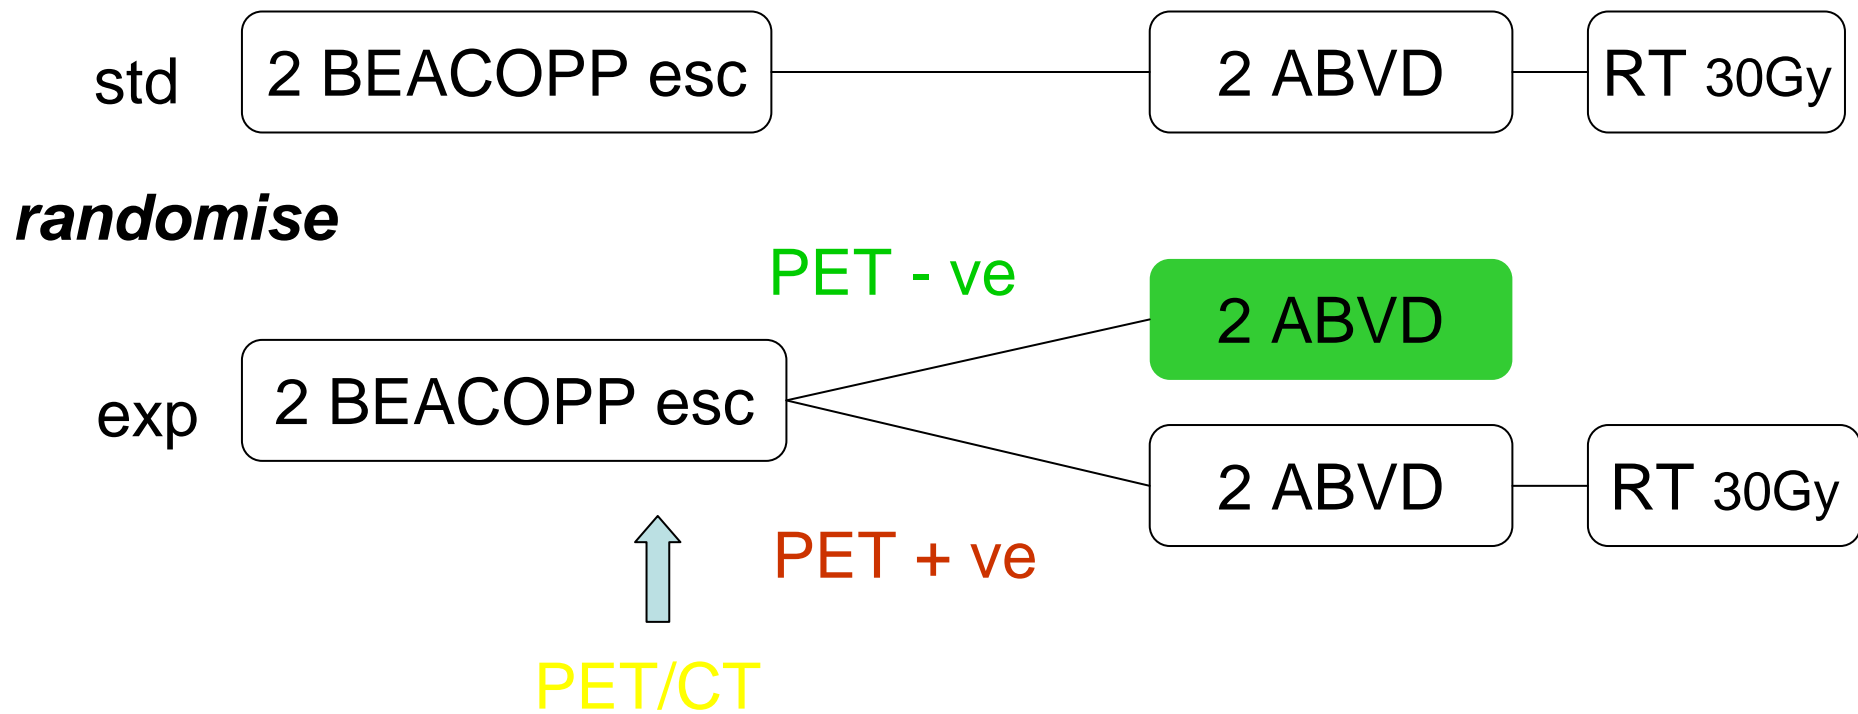 std 2 BEACOPP esc 2 ABVD RT 30Gy
randomise
PET - ve
2 ABVD
exp 2 BEACOPP esc
2 ABVD RT 30Gy
PET + ve
PET/CT